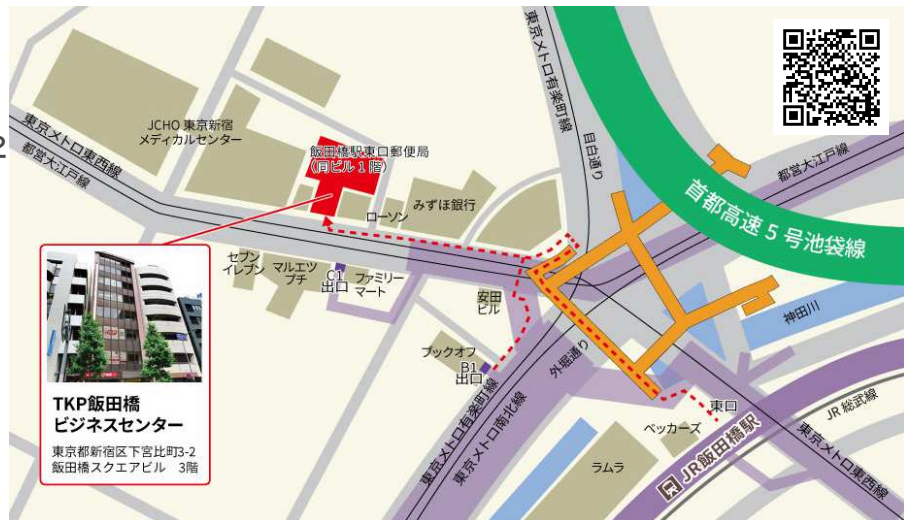 東京メトロ有楽町線
目白通り
東京メトロ東西線
都営大江戸線
JCHO 東京新宿
メディカルセンター
飯田橋駅東口郵便局
(同ビル1階)
ローソン
みずほ銀行
都営大江戸線
首都高速5号池袋線
神田川
セブン
イレブン
マルエツ
プチ
C1
出口
ファミリー
マート
安田
ビル
ブックオフ
B1
出口
外堀通り
東京メトロ有楽町線
東京メトロ南北線
東口
ベッカーズ
ラムラ
JR飯田橋駅
JR 総武線
東京メトロ東西線
TKP飯田橋
ビジネスセンター
東京都新宿区下宮比町3-2
飯田橋スクエアビル 3階
2